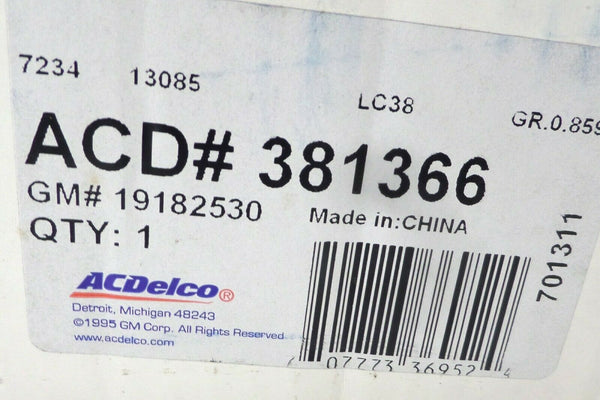 7234 13085 LC38 GR.0.859
ACD# 381366
GM# 19182530 Made in:CHINA
QTY: 1
701311
ACDelco®
Detroit, Michigan 48243
©1995 GM Corp. All Rights Reserved
www.acdelco.com
07773 36952 4